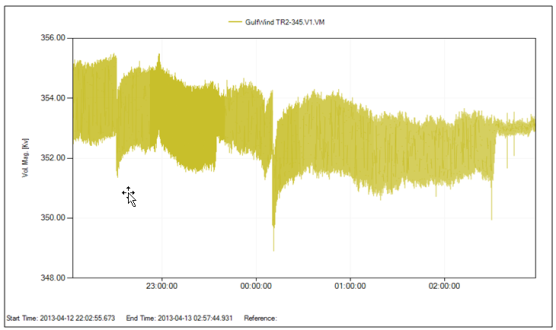 GulfWind TR2-345.V1.VM
356.00
354.00
352.00
350.00
348.00
Vol. Mag. [Kv]
23:00:00 00:00:00 01:00:00 02:00:00
Start Time: 2013-04-12 22:02:55.673 End Time: 2013-04-13 02:57:44.931 Reference: